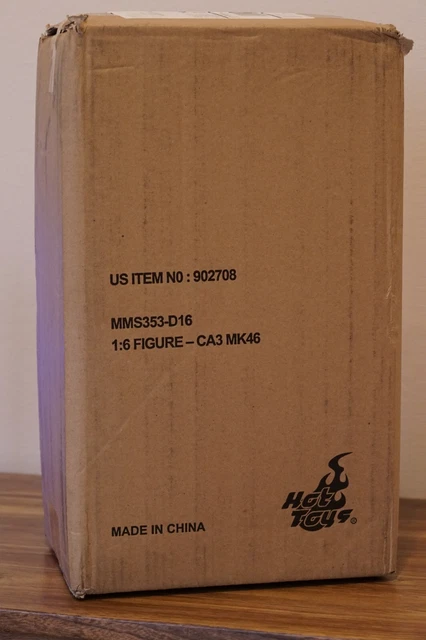 US ITEM N0 : 902708
MMS353-D16
1:6 FIGURE – CA3 MK46
Hot
Toys®
MADE IN CHINA